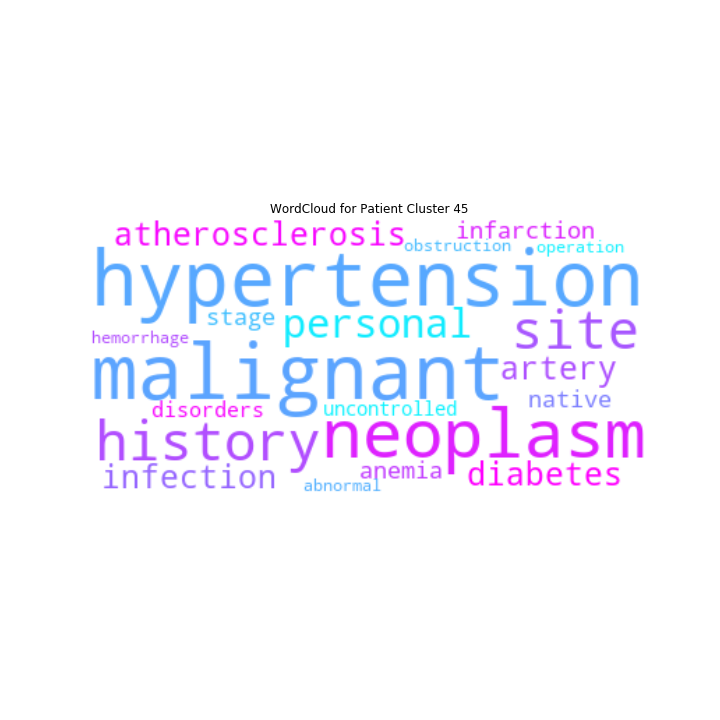 WordCloud for Patient Cluster 45
atherosclerosis infarction
obstruction operation
hypertension
stage personal site
hemorrhage
malignant artery
disorders uncontrolled native
history neoplasm
infection anemia diabetes
abnormal